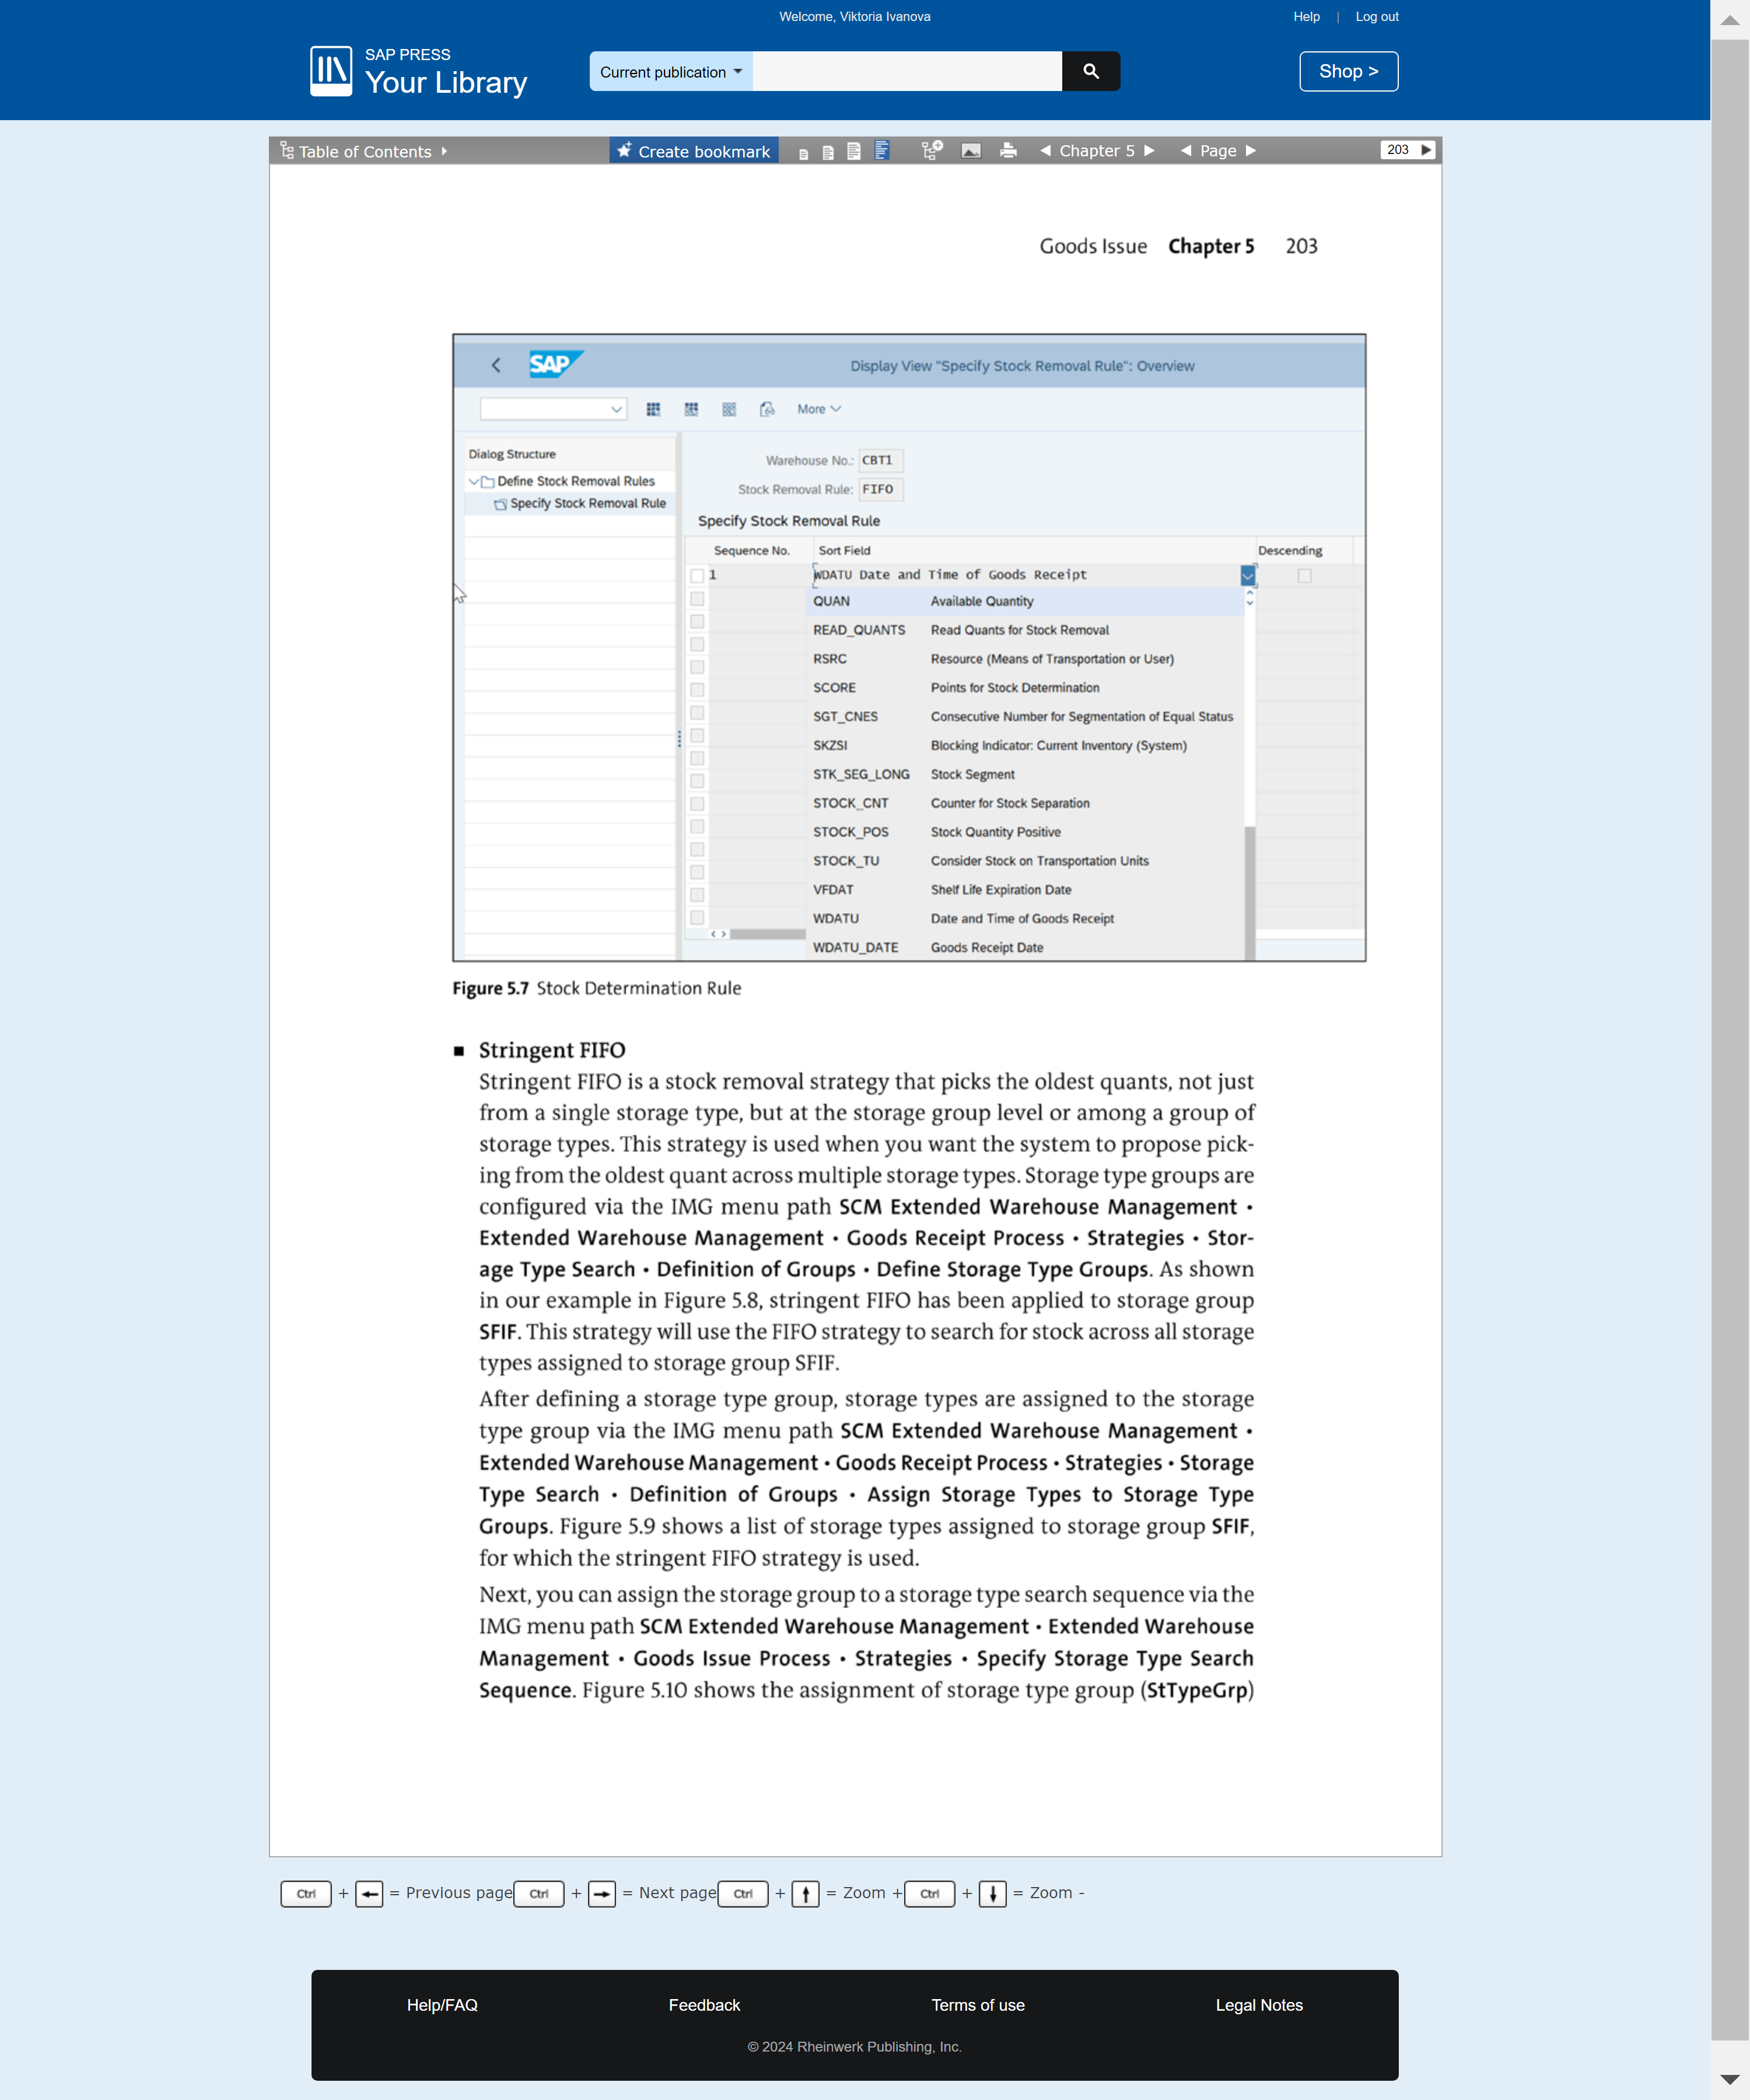 Welcome, Viktoria Ivanova
Help | Log out
SAP PRESS
Your Library
Current publication
Shop >
Table of Contents
Create bookmark
Chapter 5
Page
203
Goods Issue Chapter 5 203
SAP
Display View "Specify Stock Removal Rule": Overview
More
Dialog Structure
Define Stock Removal Rules
Specify Stock Removal Rule
Warehouse No.: CBT1
Stock Removal Rule: FIFO
Specify Stock Removal Rule
Sequence No. Sort Field Descending
1 WDATU Date and Time of Goods Receipt
QUAN Available Quantity
READ_QUANTS Read Quants for Stock Removal
RSRC Resource (Means of Transportation or User)
SCORE Points for Stock Determination
SGT_CNES Consecutive Number for Segmentation of Equal Status
SKZSI Blocking Indicator: Current Inventory (System)
STK_SEG_LONG Stock Segment
STOCK_CNT Counter for Stock Separation
STOCK_POS Stock Quantity Positive
STOCK_TU Consider Stock on Transportation Units
VFDAT Shelf Life Expiration Date
WDATU Date and Time of Goods Receipt
WDATU_DATE Goods Receipt Date
Figure 5.7 Stock Determination Rule
■ Stringent FIFO
Stringent FIFO is a stock removal strategy that picks the oldest quants, not just
from a single storage type, but at the storage group level or among a group of
storage types. This strategy is used when you want the system to propose pick-
ing from the oldest quant across multiple storage types. Storage type groups are
configured via the IMG menu path SCM Extended Warehouse Management •
Extended Warehouse Management • Goods Receipt Process • Strategies • Stor-
age Type Search • Definition of Groups • Define Storage Type Groups. As shown
in our example in Figure 5.8, stringent FIFO has been applied to storage group
SFIF. This strategy will use the FIFO strategy to search for stock across all storage
types assigned to storage group SFIF.
After defining a storage type group, storage types are assigned to the storage
type group via the IMG menu path SCM Extended Warehouse Management •
Extended Warehouse Management • Goods Receipt Process • Strategies • Storage
Type Search • Definition of Groups • Assign Storage Types to Storage Type
Groups. Figure 5.9 shows a list of storage types assigned to storage group SFIF,
for which the stringent FIFO strategy is used.
Next, you can assign the storage group to a storage type search sequence via the
IMG menu path SCM Extended Warehouse Management • Extended Warehouse
Management • Goods Issue Process • Strategies • Specify Storage Type Search
Sequence. Figure 5.10 shows the assignment of storage type group (StTypeGrp)
Ctrl + ← = Previous page Ctrl + → = Next page Ctrl + ↑ = Zoom + Ctrl + ↓ = Zoom -
Help/FAQ Feedback Terms of use Legal Notes
© 2024 Rheinwerk Publishing, Inc.